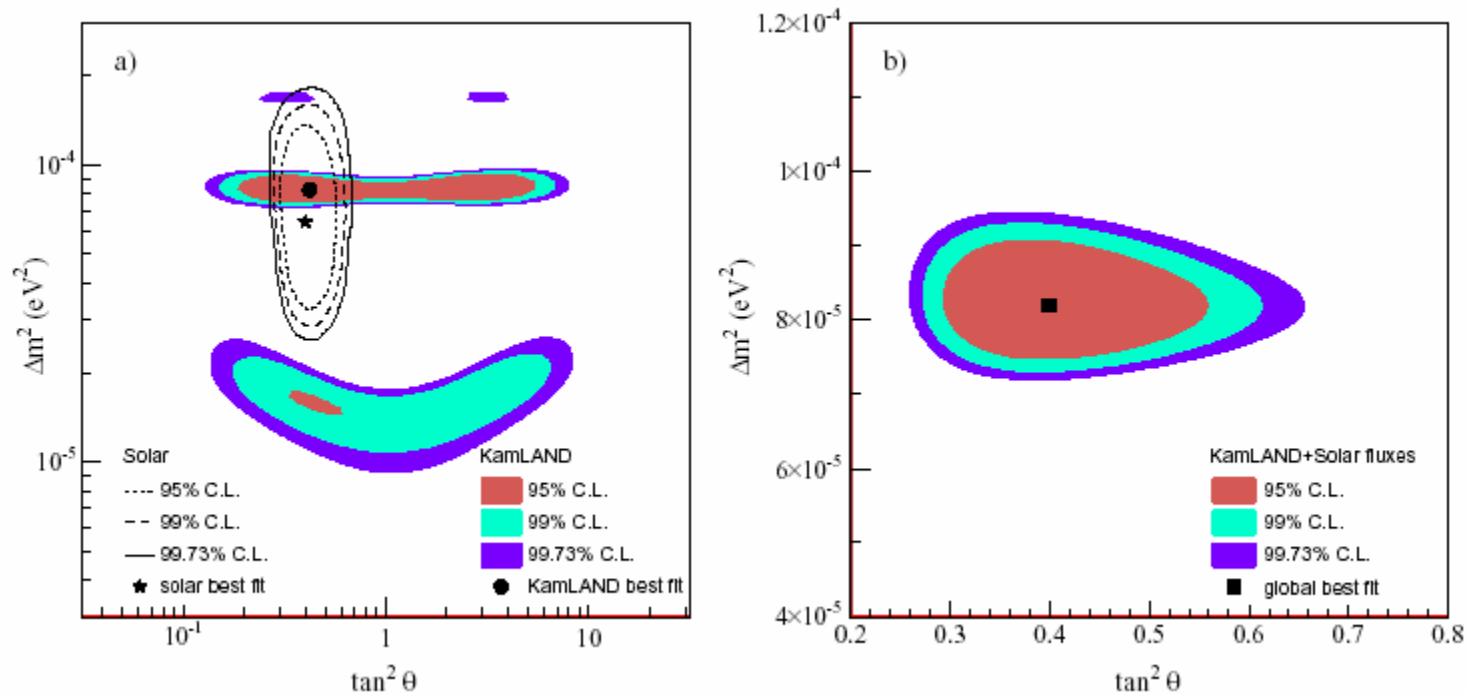 a)
10⁻⁴
10⁻⁵
Δm² (eV²)
Solar
95% C.L.
99% C.L.
99.73% C.L.
solar best fit
KamLAND
95% C.L.
99% C.L.
99.73% C.L.
KamLAND best fit
10⁻¹ 1 10
tan² θ
b)
1.2×10⁻⁴
1×10⁻⁴
8×10⁻⁵
6×10⁻⁵
4×10⁻⁵
Δm² (eV²)
KamLAND+Solar fluxes
95% C.L.
99% C.L.
99.73% C.L.
global best fit
0.2 0.3 0.4 0.5 0.6 0.7 0.8
tan² θ